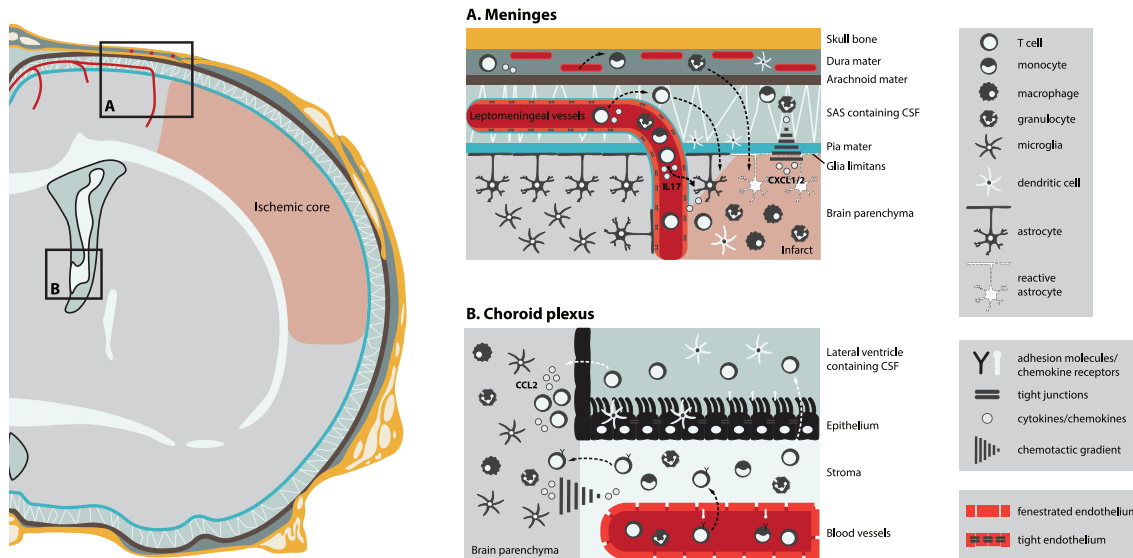 A
B
Ischemic core
A. Meninges
Leptomeningeal vessels
IL17
CXCL1/2
Infarct
Skull bone
Dura mater
Arachnoid mater
SAS containing CSF
Pia mater
Glia limitans
Brain parenchyma
B. Choroid plexus
CCL2
Brain parenchyma
Lateral ventricle
containing CSF
Epithelium
Stroma
Blood vessels
T cell
monocyte
macrophage
granulocyte
microglia
dendritic cell
astrocyte
reactive
astrocyte
adhesion molecules/
chemokine receptors
tight junctions
cytokines/chemokines
chemotactic gradient
fenestrated endothelium
tight endothelium